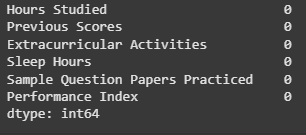 Hours Studied 0
Previous Scores 0
Extracurricular Activities 0
Sleep Hours 0
Sample Question Papers Practiced 0
Performance Index 0
dtype: int64